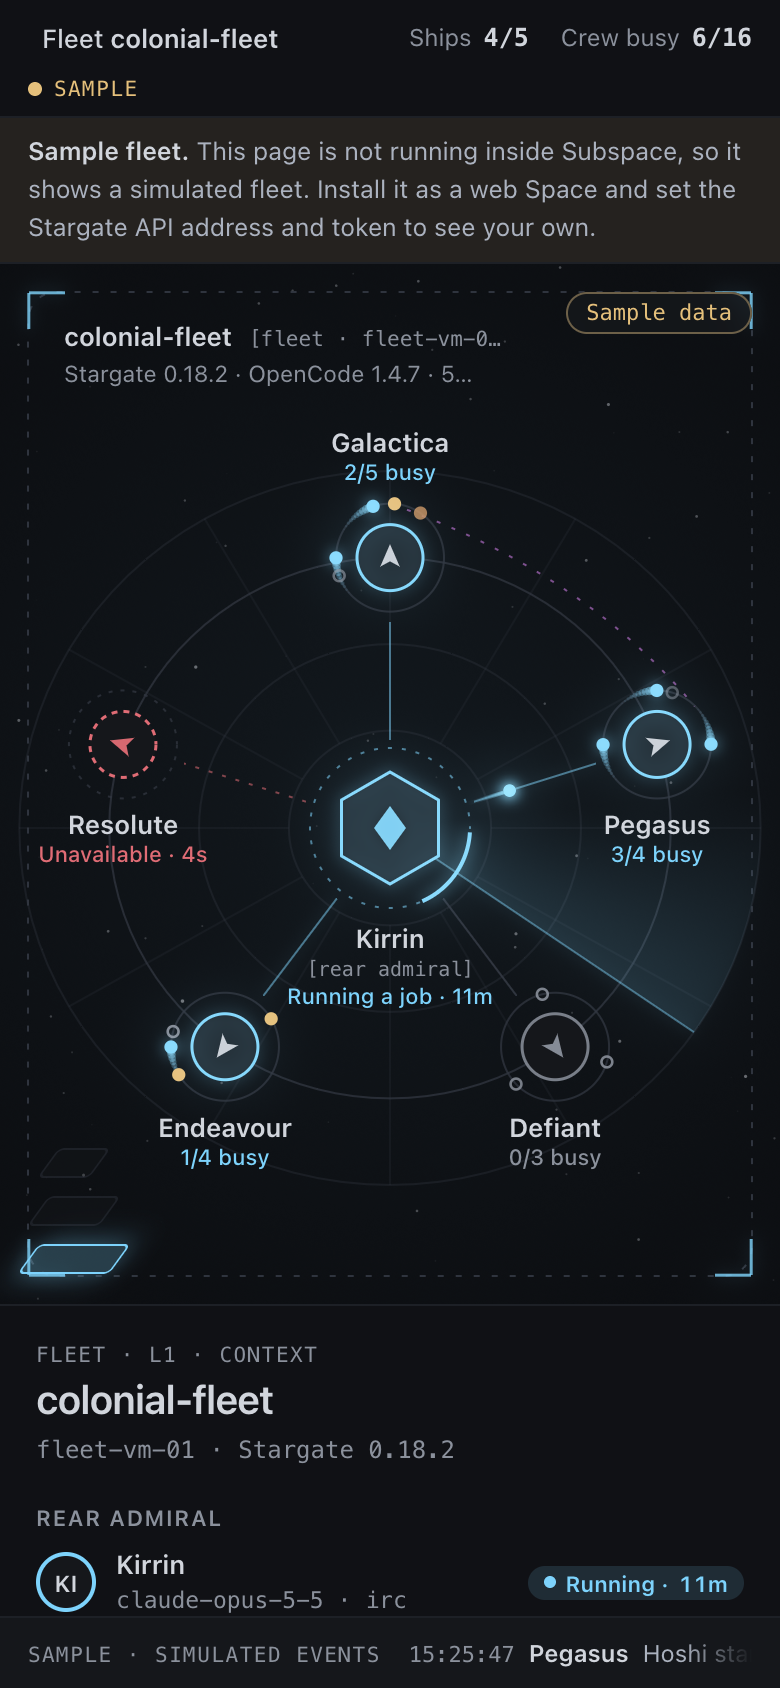 Fleet colonial-fleet Ships 4/5 Crew busy 6/16
SAMPLE
Sample fleet. This page is not running inside Subspace, so it
shows a simulated fleet. Install it as a web Space and set the
Stargate API address and token to see your own.
Sample data
colonial-fleet [fleet · fleet-vm-0…
Stargate 0.18.2 · OpenCode 1.4.7 · 5…
Galactica
2/5 busy
Resolute
Unavailable · 4s
Pegasus
3/4 busy
Kirrin
[rear admiral]
Running a job · 11m
Endeavour
1/4 busy
Defiant
0/3 busy
FLEET · L1 · CONTEXT
colonial-fleet
fleet-vm-01 · Stargate 0.18.2
REAR ADMIRAL
KI
Kirrin
claude-opus-5-5 · irc
Running · 11m
SAMPLE · SIMULATED EVENTS 15:25:47 Pegasus Hoshi sta